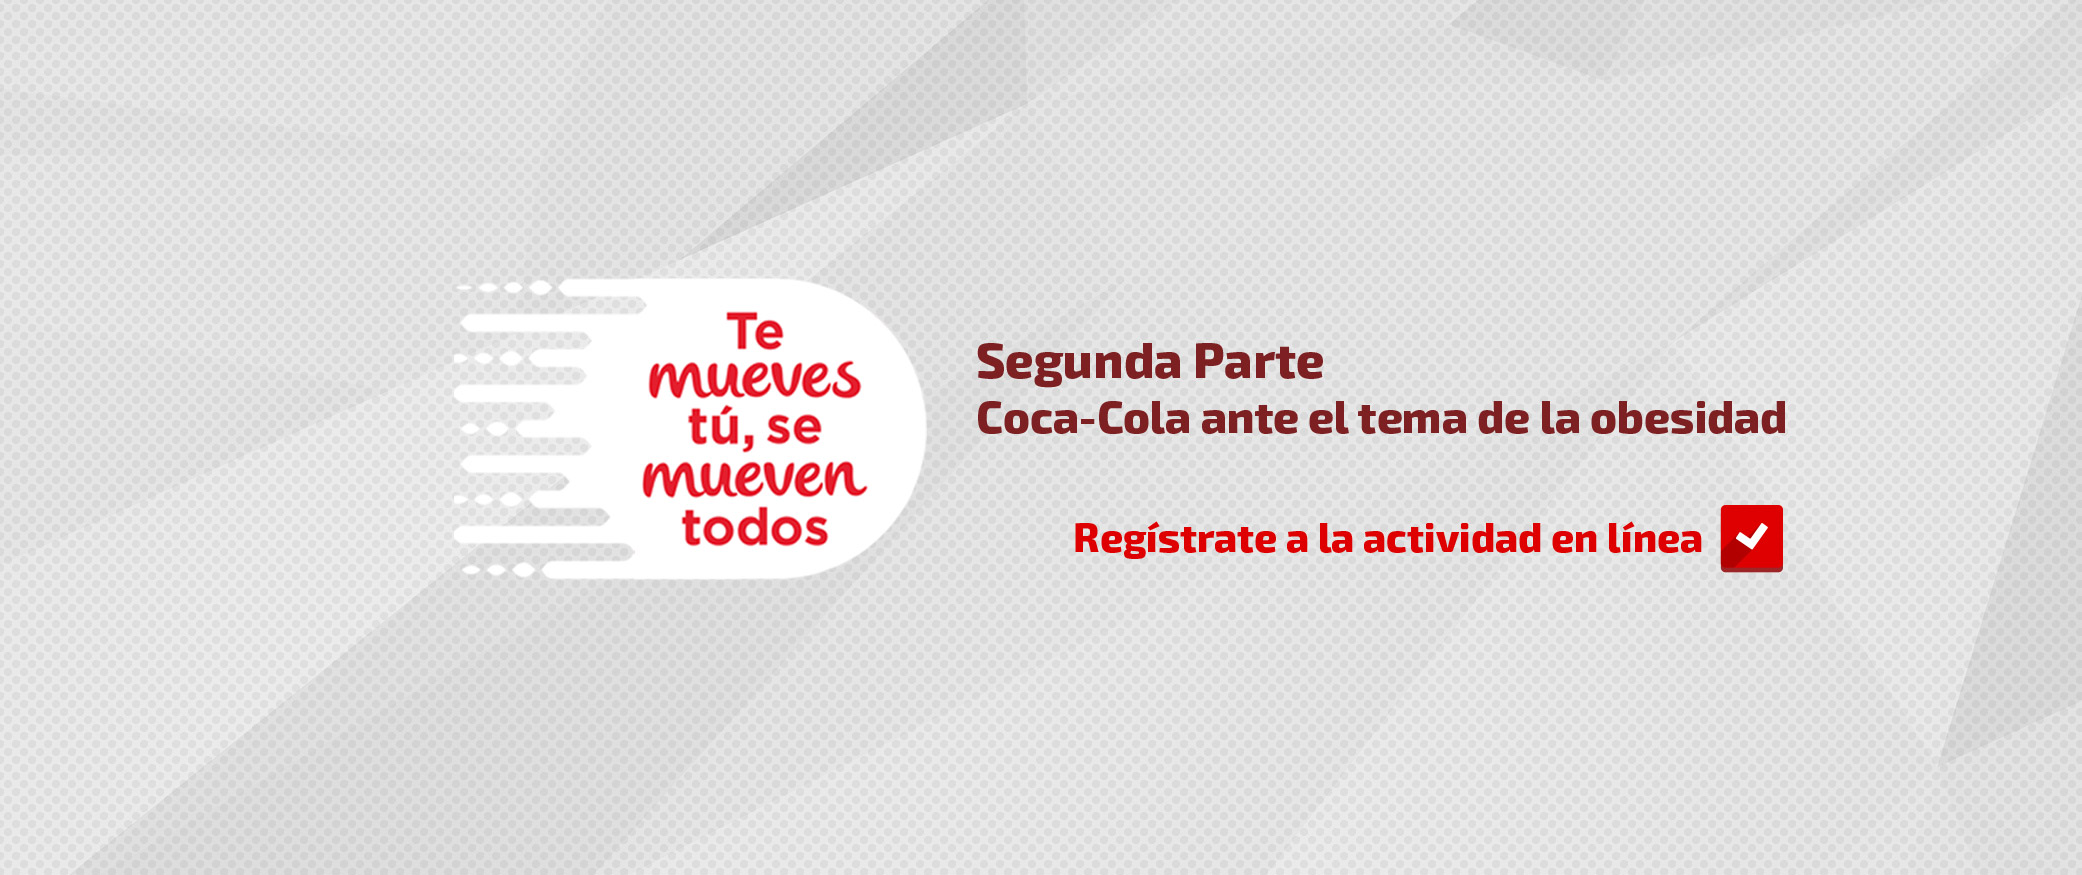 Te
mueves
tú, se
mueven
todos
Segunda Parte
Coca-Cola ante el tema de la obesidad
Regístrate a la actividad en línea